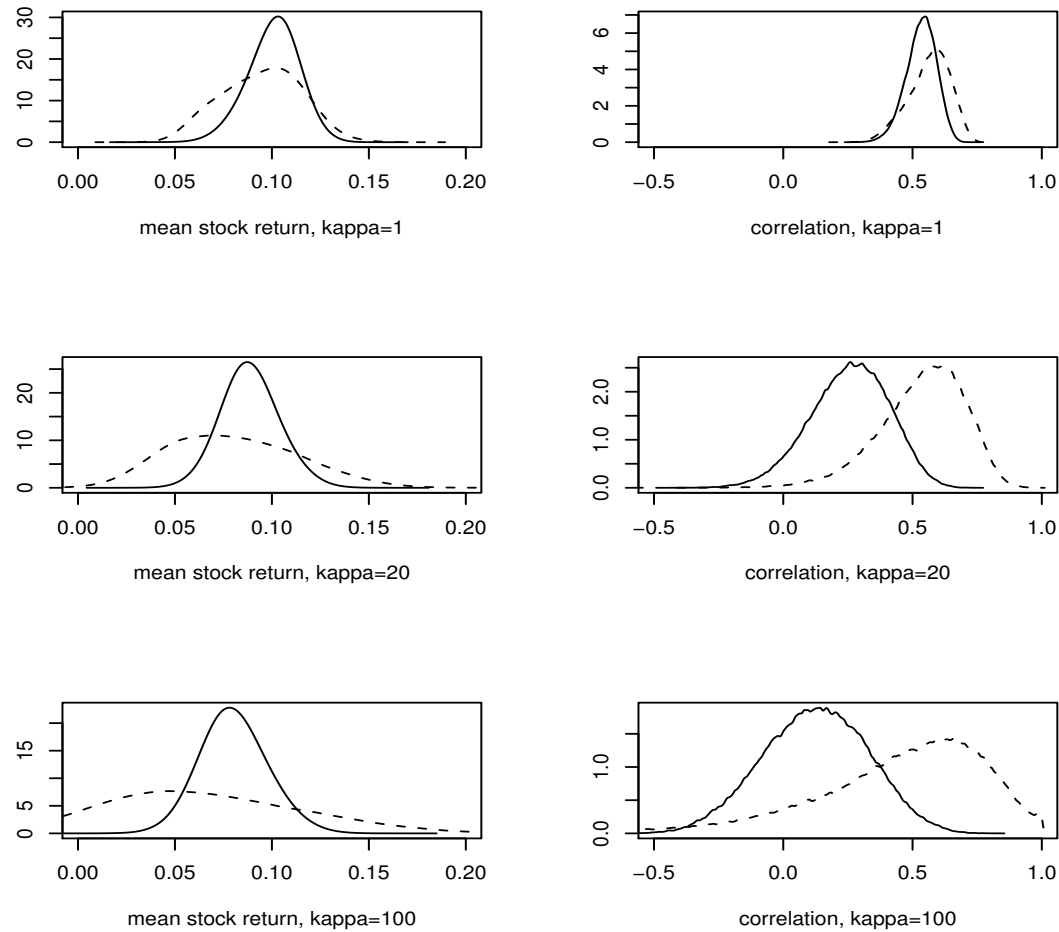 0 10 20 30
0.00 0.05 0.10 0.15 0.20
mean stock return, kappa=1
0 2 4 6
−0.5 0.0 0.5 1.0
correlation, kappa=1
0 10 20
0.00 0.05 0.10 0.15 0.20
mean stock return, kappa=20
0.0 1.0 2.0
−0.5 0.0 0.5 1.0
correlation, kappa=20
0 5 15
0.00 0.05 0.10 0.15 0.20
mean stock return, kappa=100
0.0 1.0
−0.5 0.0 0.5 1.0
correlation, kappa=100